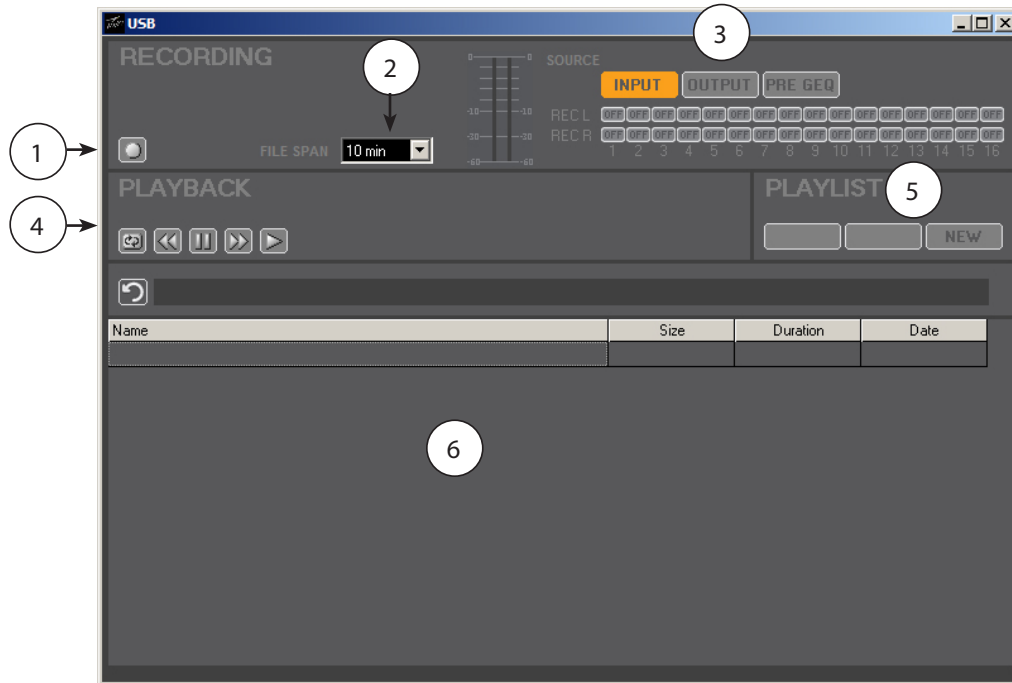 USB
3
RECORDING
SOURCE
2
0 0
INPUT OUTPUT PRE GEQ
-10 -10
REC L OFF OFF OFF OFF OFF OFF OFF OFF OFF OFF OFF OFF OFF OFF OFF OFF
-20 -20
REC R OFF OFF OFF OFF OFF OFF OFF OFF OFF OFF OFF OFF OFF OFF OFF OFF
1
FILE SPAN 10 min
1 2 3 4 5 6 7 8 9 10 11 12 13 14 15 16
-60 -60
PLAYBACK
PLAYLIST
5
4
NEW
Name Size Duration Date
6